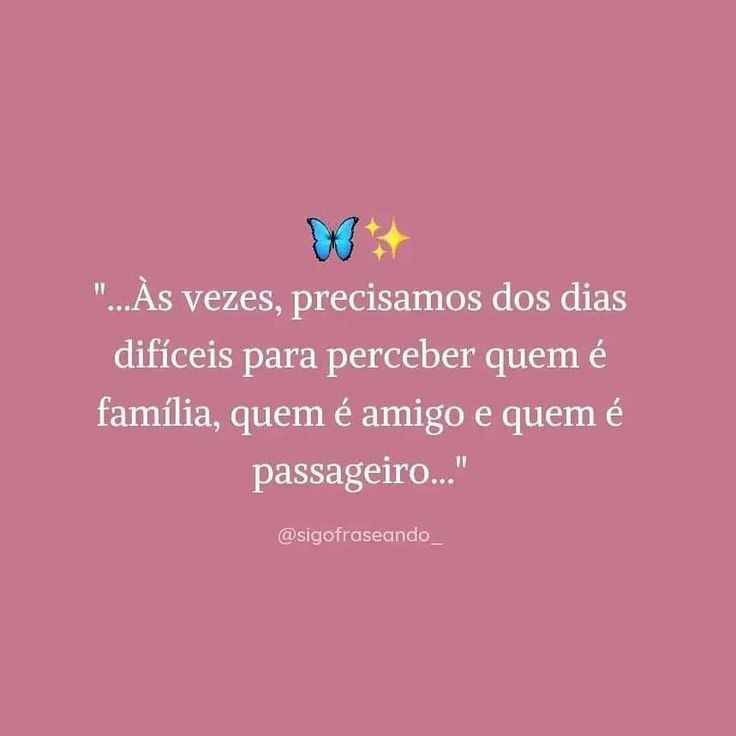 🦋✨
"...Às vezes, precisamos dos dias
difíceis para perceber quem é
família, quem é amigo e quem é
passageiro..."
@sigofraseando_